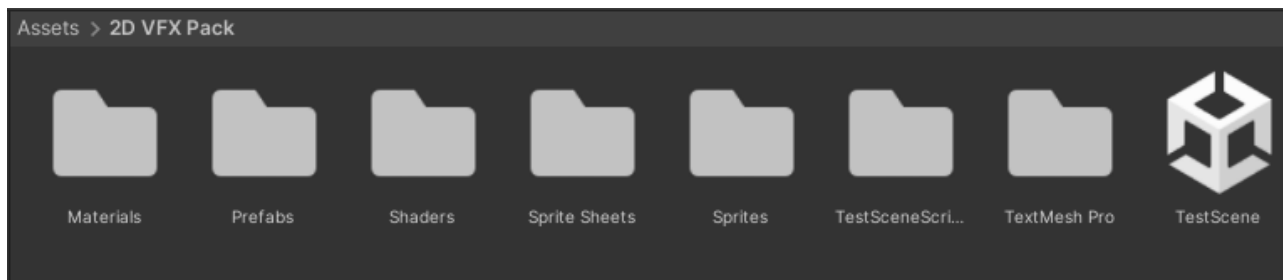 Assets > 2D VFX Pack
Materials Prefabs Shaders Sprite Sheets Sprites TestSceneScri... TextMesh Pro TestScene